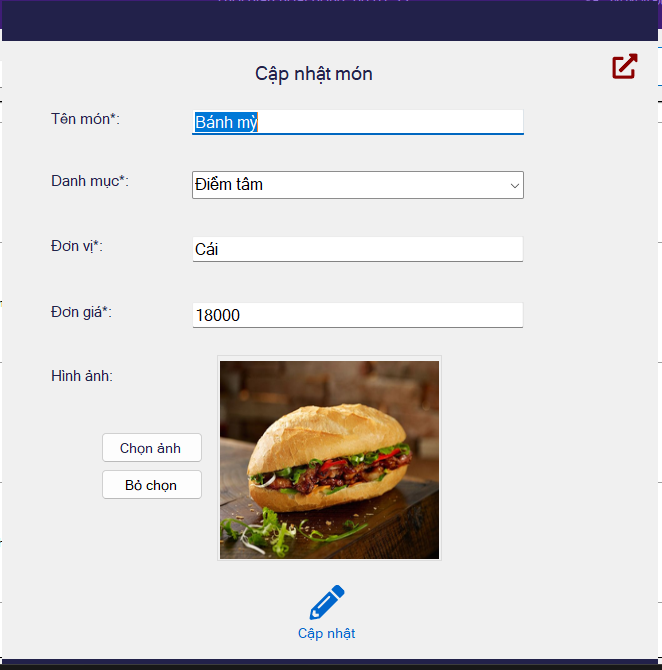 Cập nhật món
Tên món*:
Bánh mỳ
Danh mục*:
Điểm tâm
Đơn vị*:
Cái
Đơn giá*:
18000
Hình ảnh:
Chọn ảnh
Bỏ chọn
Cập nhật